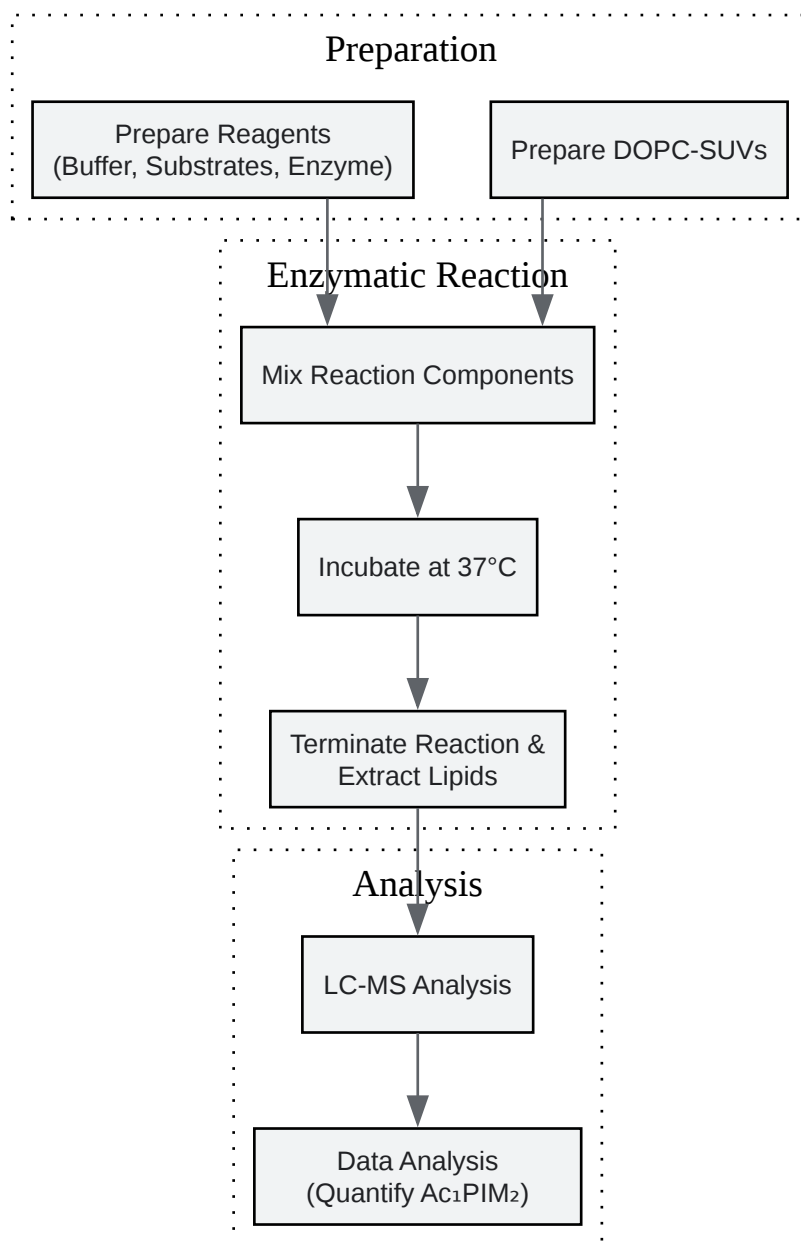 Preparation
Prepare Reagents
(Buffer, Substrates, Enzyme)
Prepare DOPC-SUVs
Enzymatic Reaction
Mix Reaction Components
Incubate at 37°C
Terminate Reaction &
Extract Lipids
Analysis
LC-MS Analysis
Data Analysis
(Quantify Ac₁PIM₂)